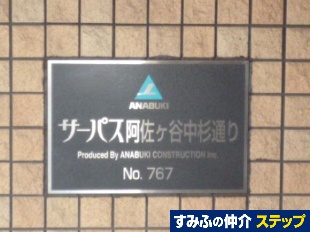 ANABUKI
サーパス阿佐ヶ谷中杉通り
Produced By ANABUKI CONSTRUCTION Inc.
No. 767
すみふの仲介 ステップ